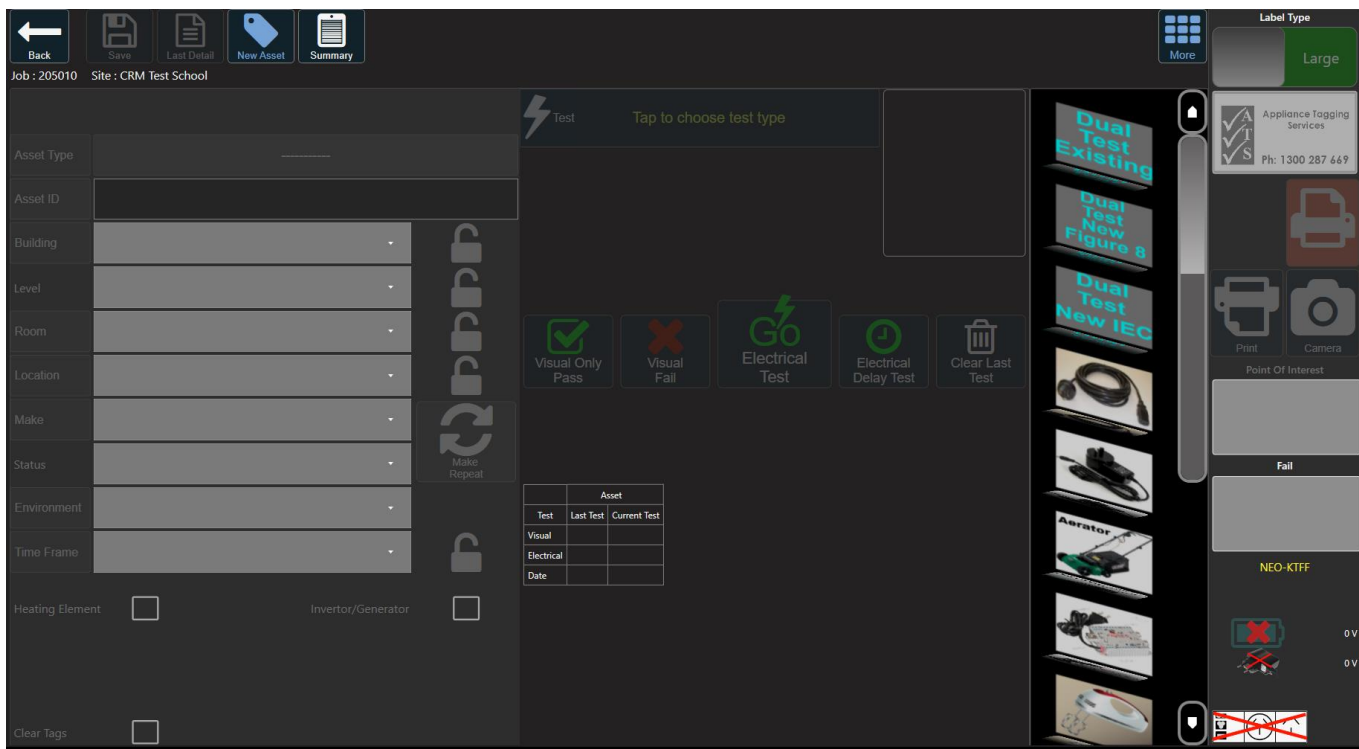 Back
Save
Last Detail
New Asset
Summary
More
Job : 205010 Site : CRM Test School
Label Type
Large
ATS
Appliance Tagging
Services
Ph: 1300 287 669
Test
Tap to choose test type
Asset Type
------------
Asset ID
Building
Level
Room
Location
Make
Status
Make
Repeat
Environment
Time Frame
Heating Element
Invertor/Generator
Clear Tags
Visual Only
Pass
Visual
Fail
Go
Electrical
Test
Electrical
Delay Test
Clear Last
Test
Asset
Test Last Test Current Test
Visual
Electrical
Date
Dual
Test
Existing
Dual
Test
New
Figure 8
Dual
Test
New IEC
Aerator
Print
Camera
Point Of Interest
Fail
NEO-KTFF
0 V
0 V